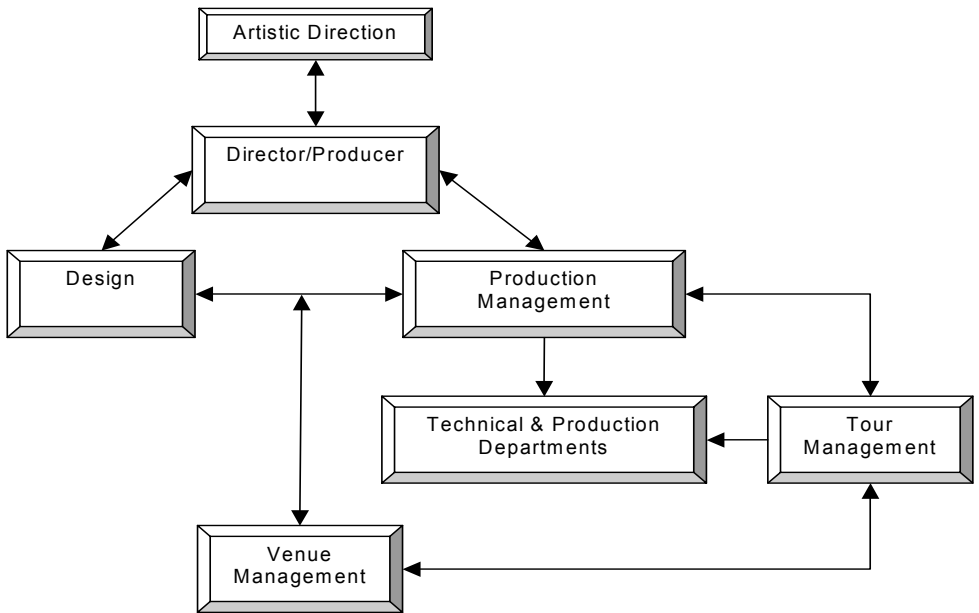 Artistic Direction
Director/Producer
Design
Production
Management
Technical & Production
Departments
Tour
Management
Venue
Management